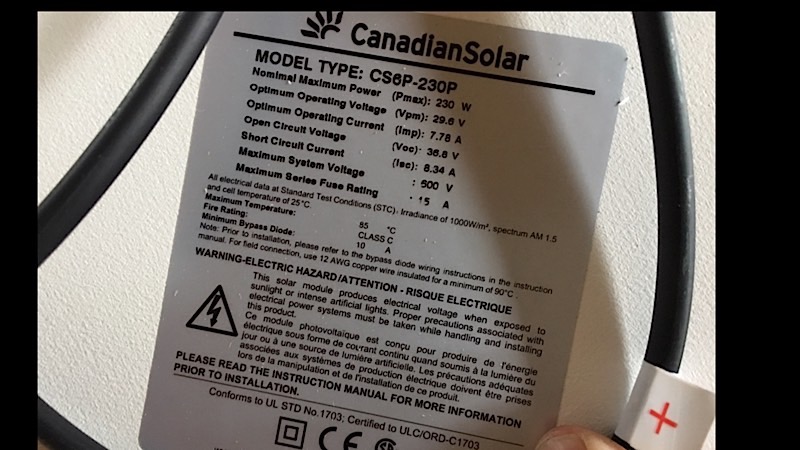 CanadianSolar
MODEL TYPE: CS6P-230P
Nomimal Maximum Power (Pmax): 230 W
Optimum Operating Voltage (Vpm): 29.6 V
Optimum Operating Current (Imp): 7.78 A
Open Circuit Voltage (Voc): 36.8 V
Short Circuit Current (Isc): 8.34 A
Maximum System Voltage : 600 V
Maximum Series Fuse Rating : 15 A
All electrical data at Standard Test Conditions (STC): Irradiance of 1000W/m², spectrum AM 1.5
and cell temperature of 25°C.
Maximum Temperature: 85 °C
Fire Rating: CLASS C
Minimum Bypass Diode: 10 A
Note: Prior to installation, please refer to the bypass diode wiring instructions in the instruction
manual. For field connection, use 12 AWG copper wire insulated for a minimum of 90°C.
WARNING-ELECTRIC HAZARD/ATTENTION - RISQUE ELECTRIQUE
This solar module produces electrical voltage when exposed to
sunlight or intense artificial lights. Proper precautions associated with
electrical power systems must be taken while handling and installing
this product.
Ce module photovoltaïque est conçu pour produire de l'énergie
électrique sous forme de courant continu quand soumis à la lumière du
jour ou à une source de lumière artificielle. Les précautions adéquates
associées aux systèmes de production électrique doivent être prises
lors de la manipulation et de l'installation de ce produit.
PLEASE READ THE INSTRUCTION MANUAL FOR MORE INFORMATION
PRIOR TO INSTALLATION.
Conforms to UL STD No.1703; Certified to ULC/ORD-C1703
CE
+